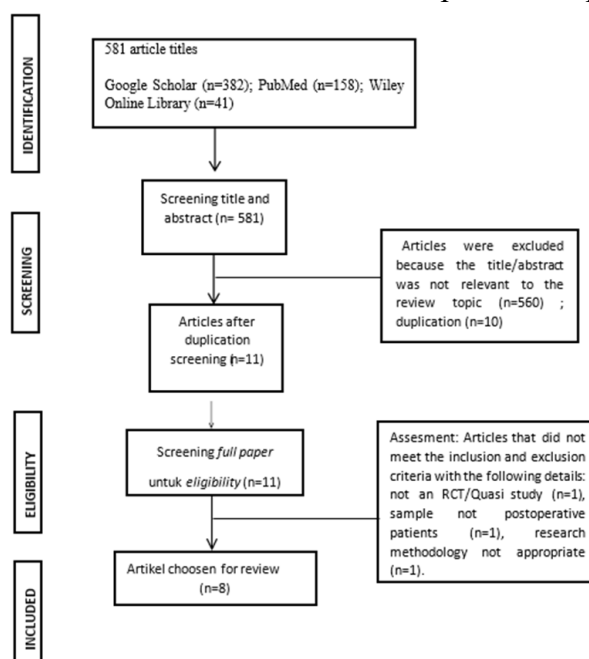 IDENTIFICATION
581 article titles
Google Scholar (n=382); PubMed (n=158); Wiley
Online Library (n=41)
Screening title and
abstract (n= 581)
SCREENING
Articles were excluded
because the title/abstract
was not relevant to the
review topic (n=560) ;
duplication (n=10)
Articles after
duplication
screening (n=11)
ELIGIBILITY
Screening full paper
untuk eligibility (n=11)
Assesment: Articles that did not
meet the inclusion and exclusion
criteria with the following details:
not an RCT/Quasi study (n=1),
sample not postoperative
patients (n=1), research
methodology not appropriate
(n=1).
INCLUDED
Artikel choosen for review
(n=8)